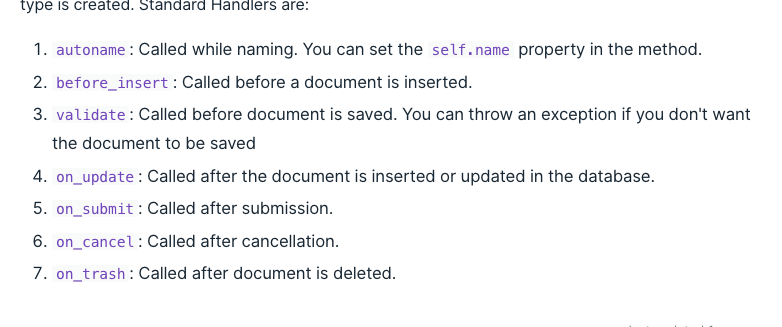 type is created. Standard Handlers are:
1. autoname : Called while naming. You can set the self.name property in the method.
2. before_insert : Called before a document is inserted.
3. validate : Called before document is saved. You can throw an exception if you don't want
the document to be saved
4. on_update : Called after the document is inserted or updated in the database.
5. on_submit : Called after submission.
6. on_cancel : Called after cancellation.
7. on_trash : Called after document is deleted.